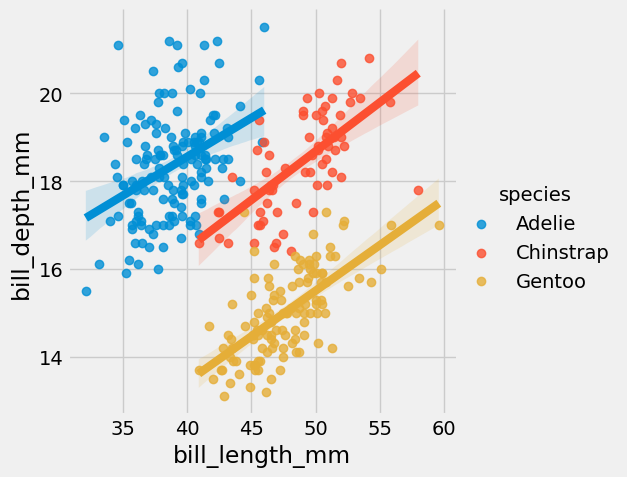 bill_depth_mm
20
18
16
14
35
40
45
50
55
60
bill_length_mm
species
Adelie
Chinstrap
Gentoo